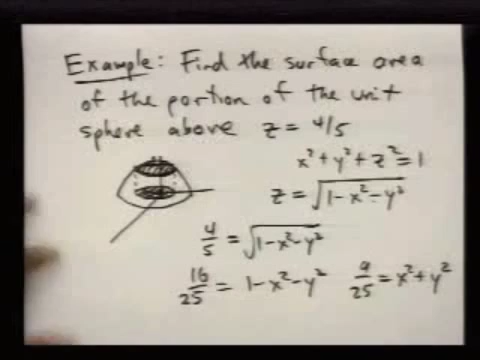 Example: Find the surface area
of the portion of the unit
sphere above z = 4/5
x² + y² + z² = 1
z = √(1 - x² - y²)
4/5 = √(1 - x² - y²)
16/25 = 1 - x² - y² 9/25 = x² + y²